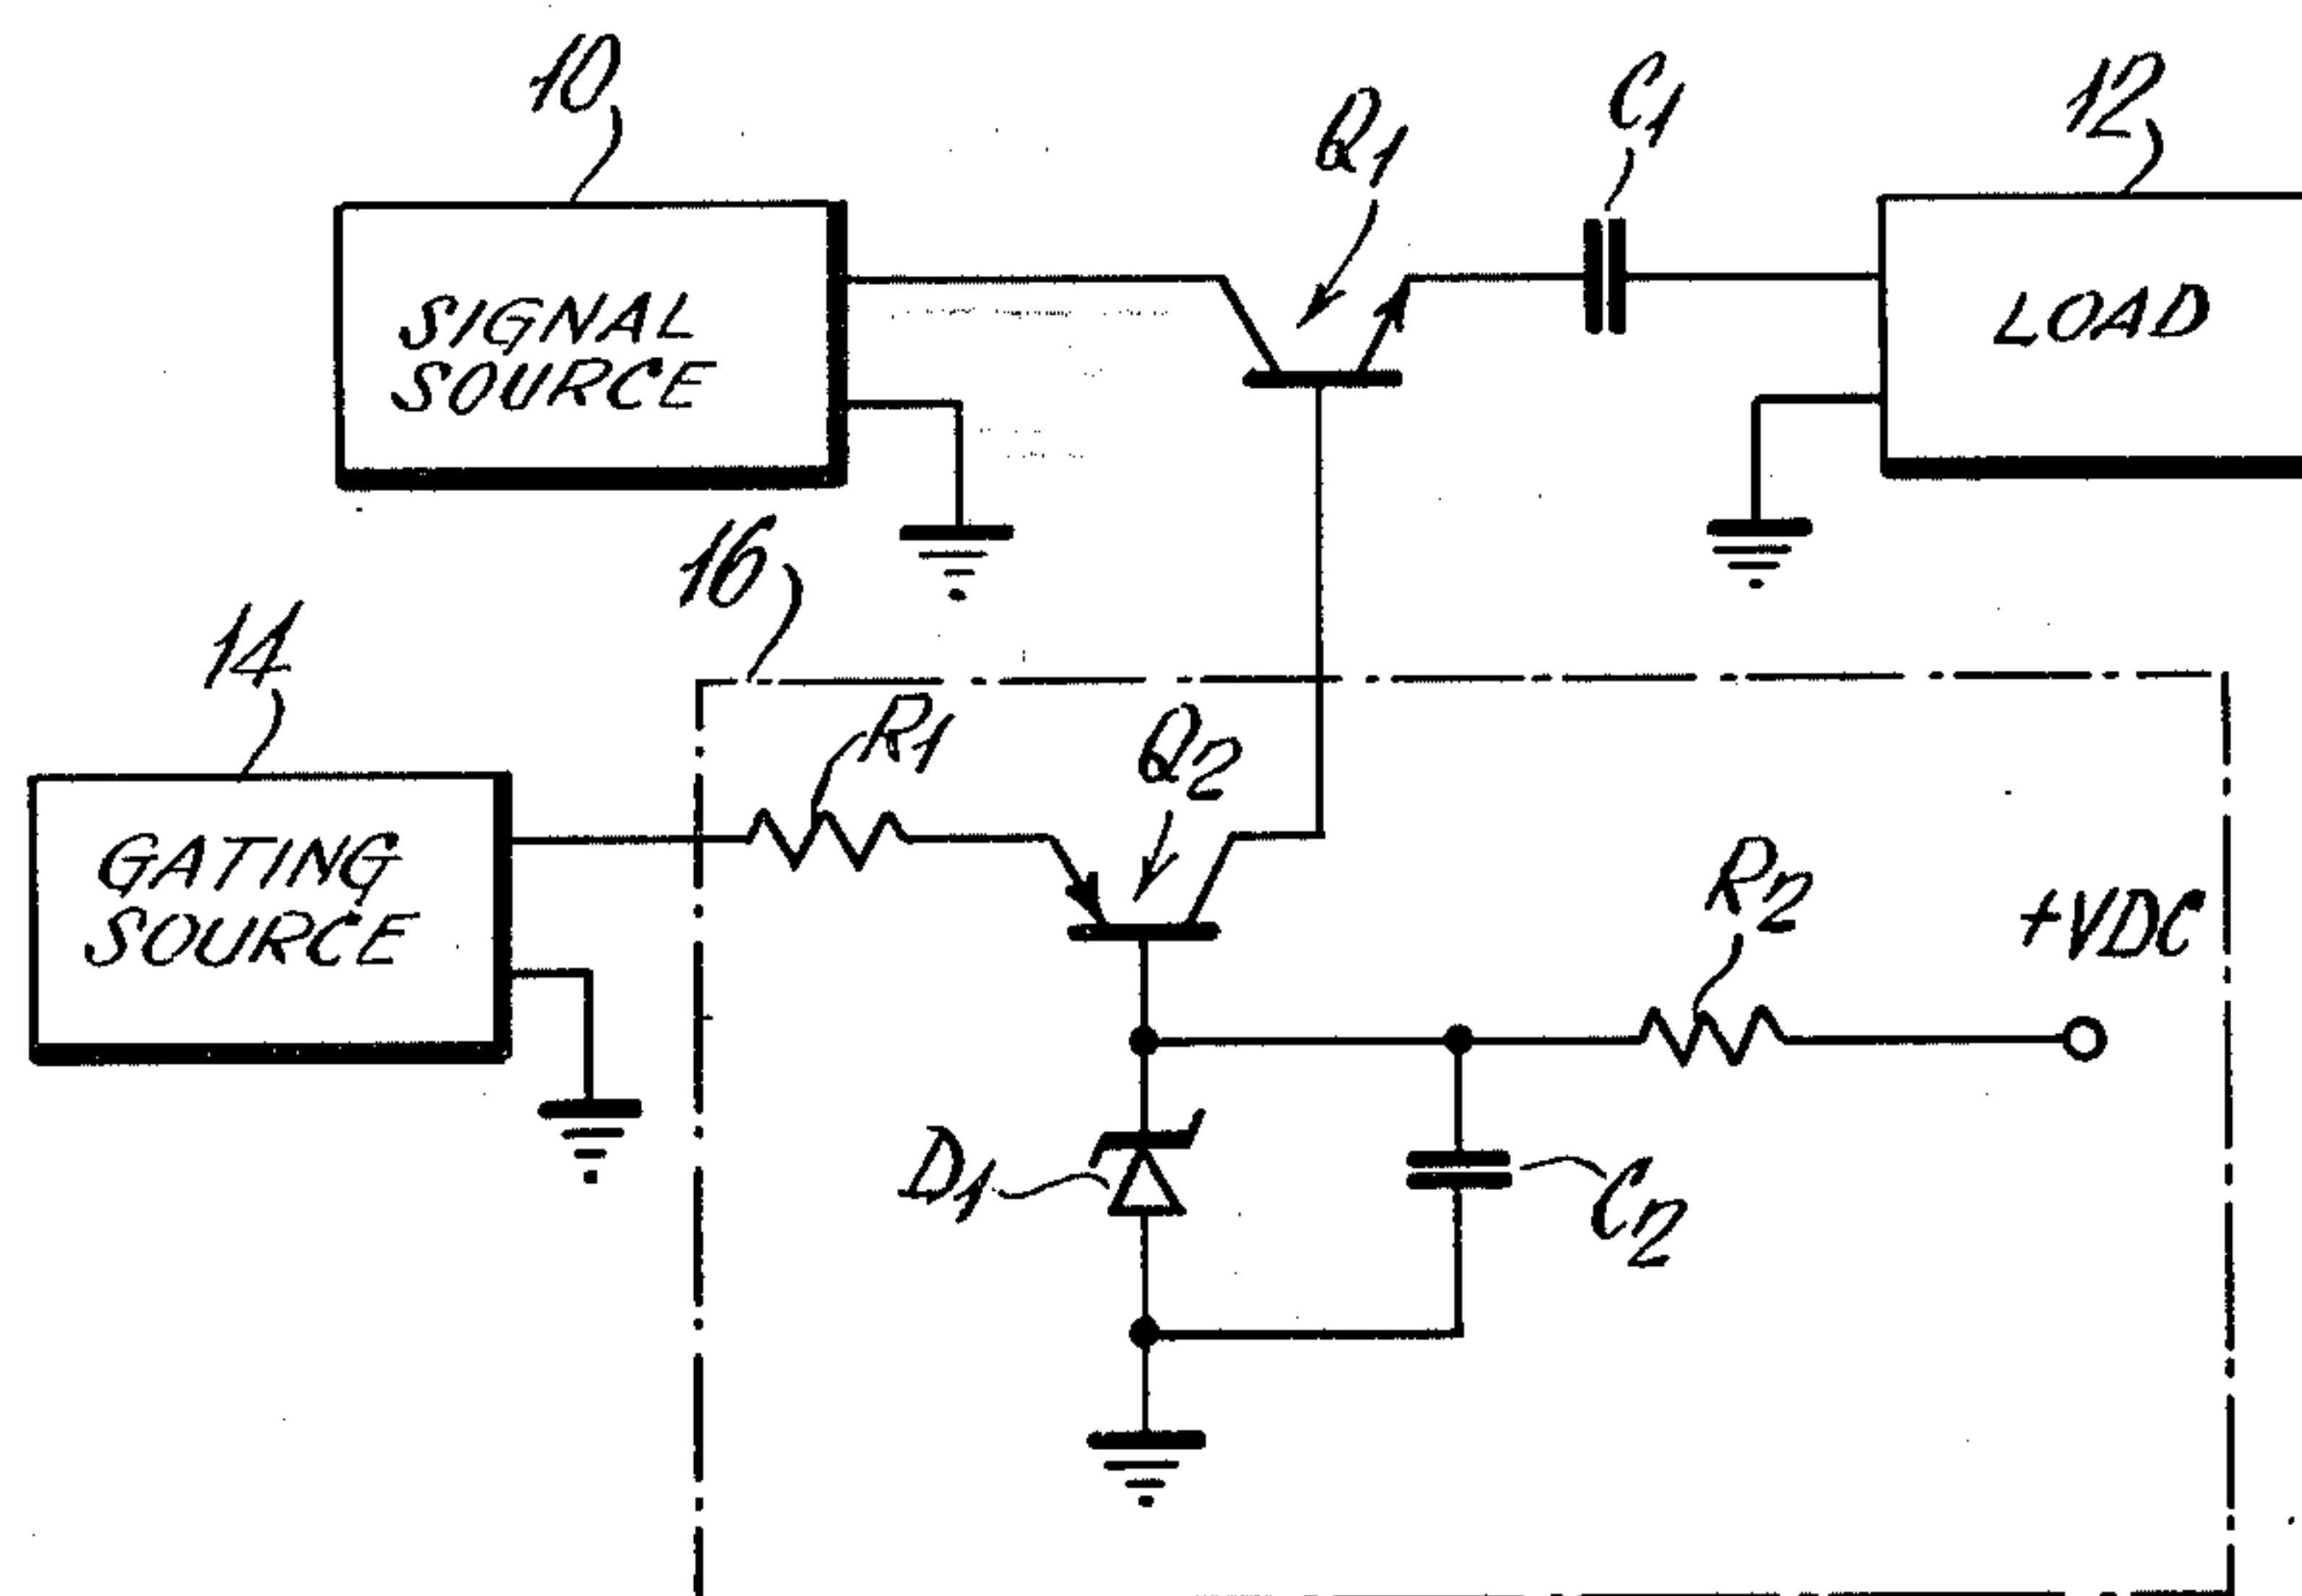 10
Q1
C1
12
SIGNAL
SOURCE
LOAD
16
14
R1
Q2
GATING
SOURCE
R2
+VDC
D1
C2